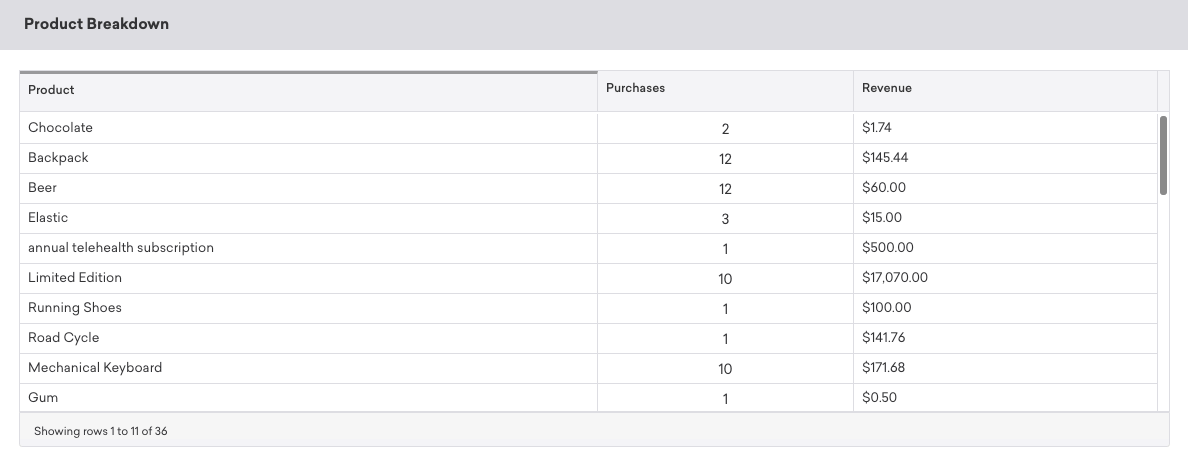 Product Breakdown
Product Purchases Revenue
Chocolate 2 $1.74
Backpack 12 $145.44
Beer 12 $60.00
Elastic 3 $15.00
annual telehealth subscription 1 $500.00
Limited Edition 10 $17,070.00
Running Shoes 1 $100.00
Road Cycle 1 $141.76
Mechanical Keyboard 10 $171.68
Gum 1 $0.50
Showing rows 1 to 11 of 36